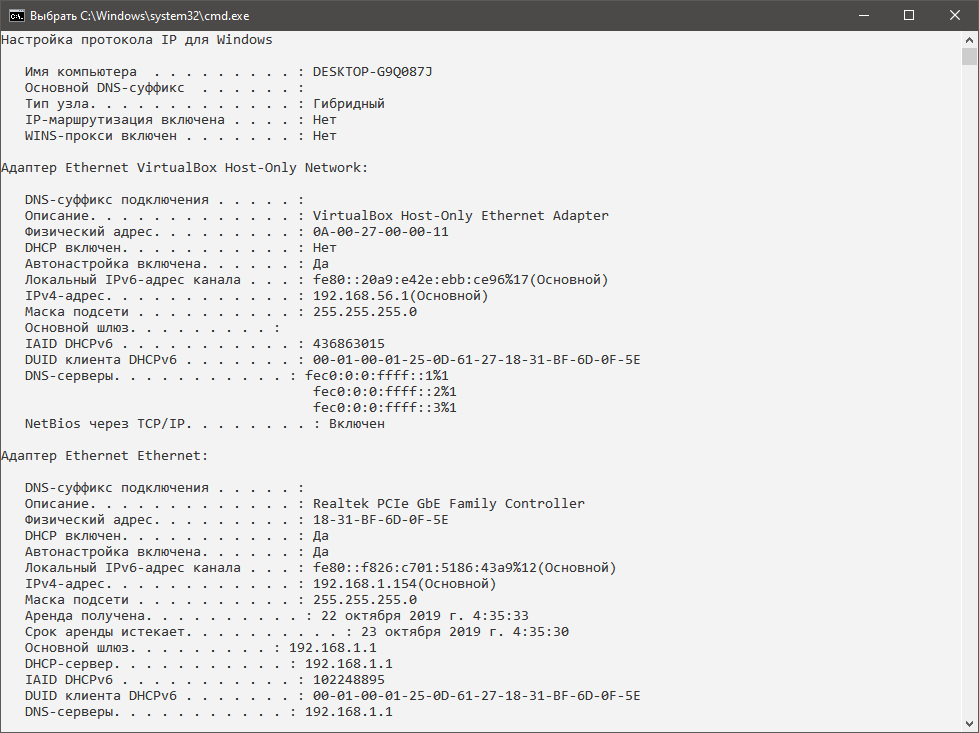 Выбрать C:\Windows\system32\cmd.exe
Настройка протокола IP для Windows
Имя компьютера  . . . . . . . . . : DESKTOP-G9Q087J
Основной DNS-суффикс  . . . . . . :
Тип узла. . . . . . . . . . . . . : Гибридный
IP-маршрутизация включена . . . . : Нет
WINS-прокси включен . . . . . . . : Нет
Адаптер Ethernet VirtualBox Host-Only Network:
DNS-суффикс подключения . . . . . :
Описание. . . . . . . . . . . . . : VirtualBox Host-Only Ethernet Adapter
Физический адрес. . . . . . . . . : 0A-00-27-00-00-11
DHCP включен. . . . . . . . . . . : Нет
Автонастройка включена. . . . . . : Да
Локальный IPv6-адрес канала . . . : fe80::20a9:e42e:ebb:ce96%17(Основной)
IPv4-адрес. . . . . . . . . . . . : 192.168.56.1(Основной)
Маска подсети . . . . . . . . . . : 255.255.255.0
Основной шлюз. . . . . . . . . :
IAID DHCPv6 . . . . . . . . . . . : 436863015
DUID клиента DHCPv6 . . . . . . . : 00-01-00-01-25-0D-61-27-18-31-BF-6D-0F-5E
DNS-серверы. . . . . . . . . . . : fec0:0:0:ffff::1%1
fec0:0:0:ffff::2%1
fec0:0:0:ffff::3%1
NetBios через TCP/IP. . . . . . . . : Включен
Адаптер Ethernet Ethernet:
DNS-суффикс подключения . . . . . :
Описание. . . . . . . . . . . . . : Realtek PCIe GbE Family Controller
Физический адрес. . . . . . . . . : 18-31-BF-6D-0F-5E
DHCP включен. . . . . . . . . . . : Да
Автонастройка включена. . . . . . : Да
Локальный IPv6-адрес канала . . . : fe80::f826:c701:5186:43a9%12(Основной)
IPv4-адрес. . . . . . . . . . . . : 192.168.1.154(Основной)
Маска подсети . . . . . . . . . . : 255.255.255.0
Аренда получена. . . . . . . . . . : 22 октября 2019 г. 4:35:33
Срок аренды истекает. . . . . . . . . . : 23 октября 2019 г. 4:35:30
Основной шлюз. . . . . . . . . : 192.168.1.1
DHCP-сервер. . . . . . . . . . . : 192.168.1.1
IAID DHCPv6 . . . . . . . . . . . : 102248895
DUID клиента DHCPv6 . . . . . . . : 00-01-00-01-25-0D-61-27-18-31-BF-6D-0F-5E
DNS-серверы. . . . . . . . . . . : 192.168.1.1